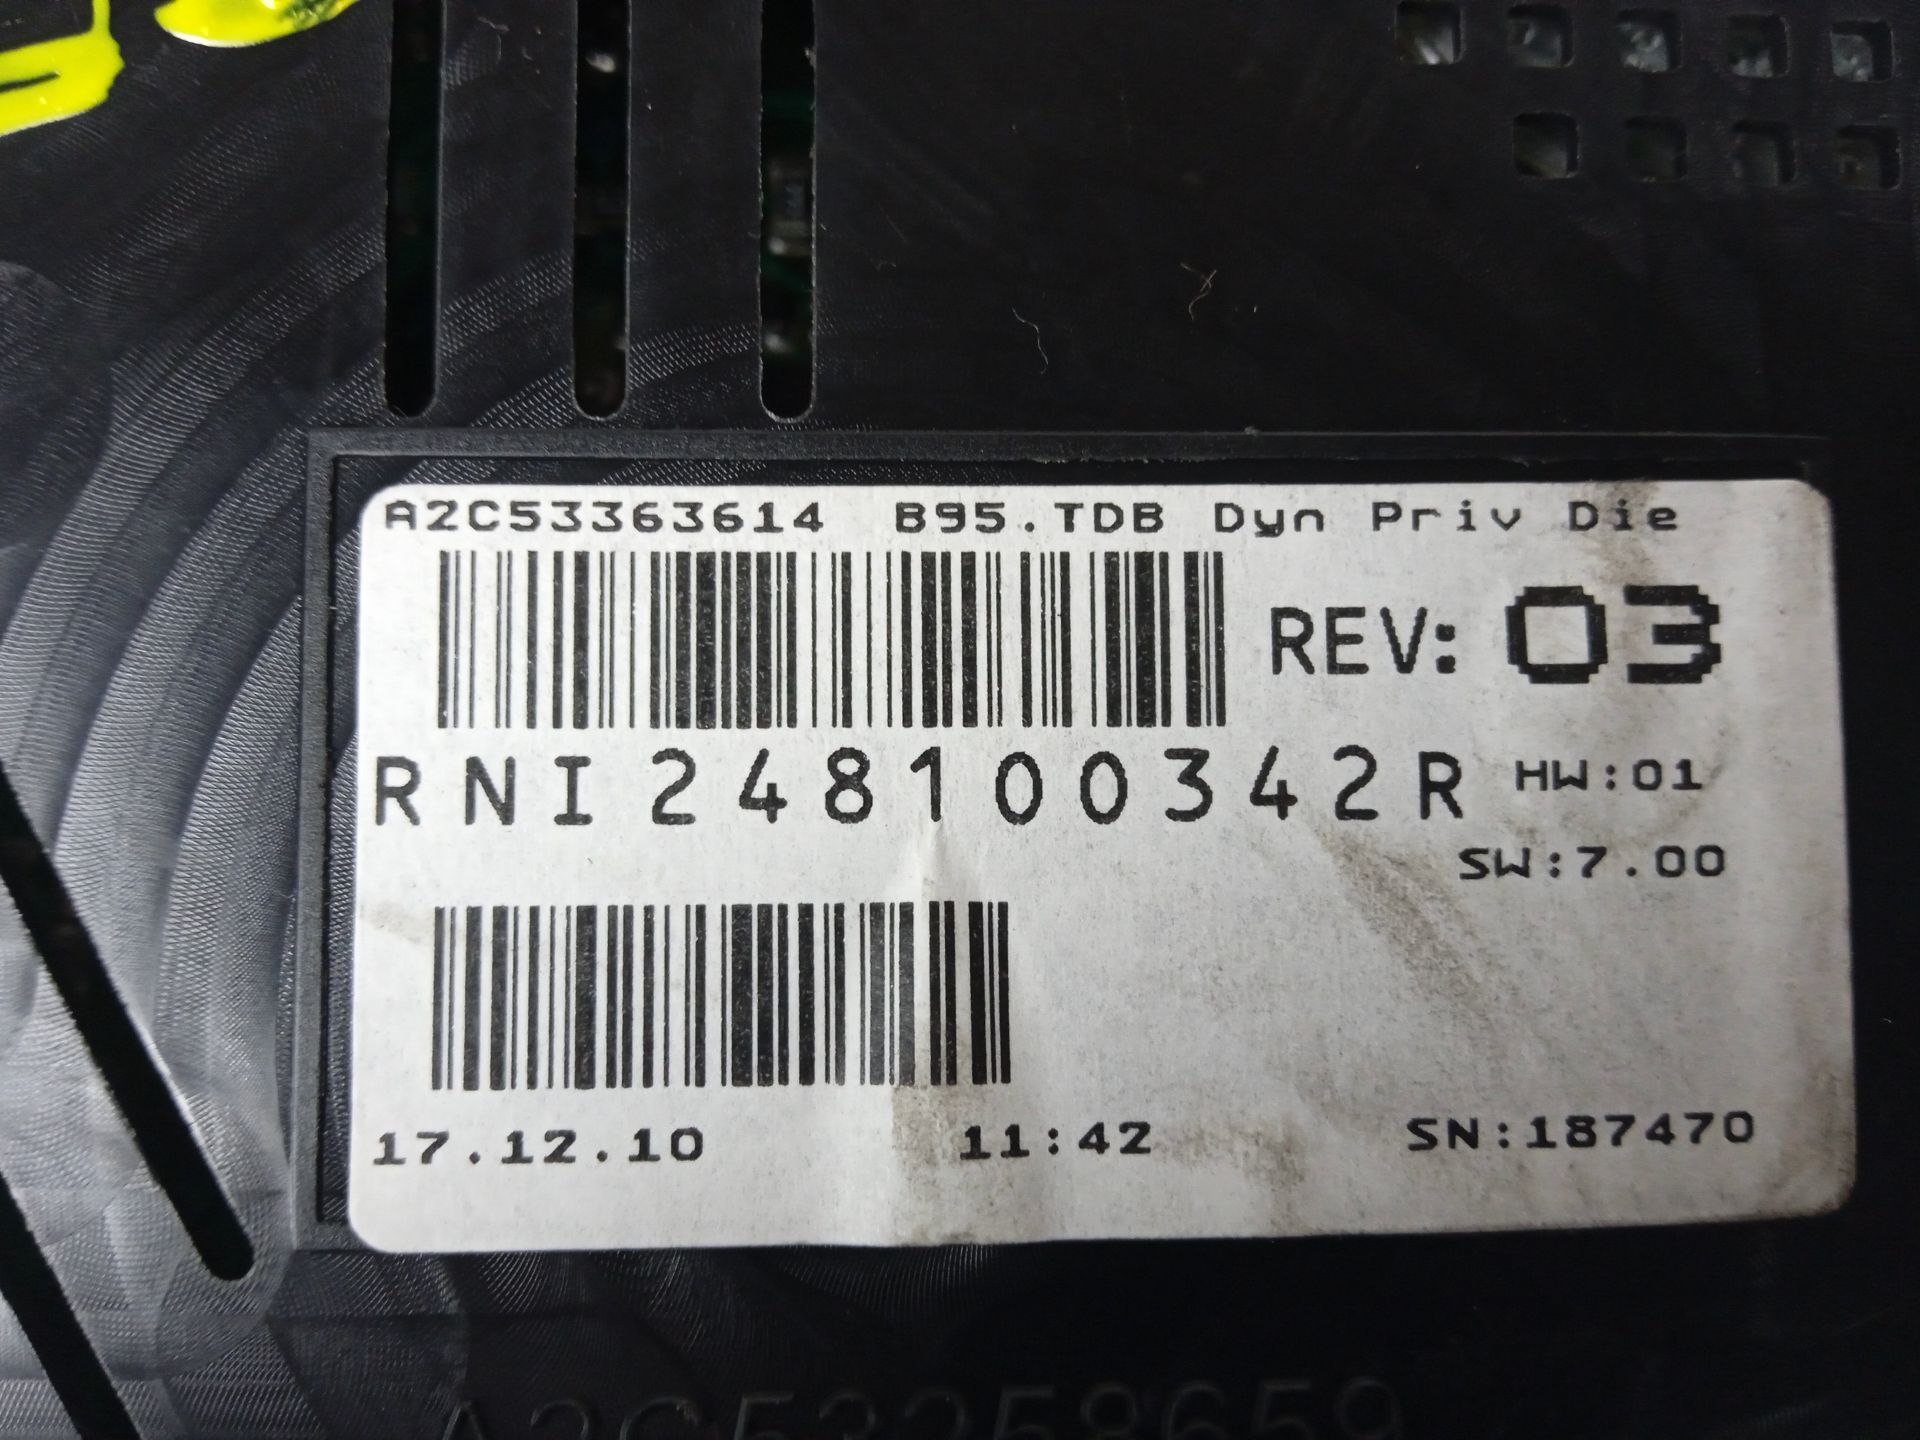 A2C53363614 B95.TDB Dyn Priv Die
REV: 03
RNI248100342R HW:01
SW:7.00
17.12.10 11:42 SN:187470
A2C53258659